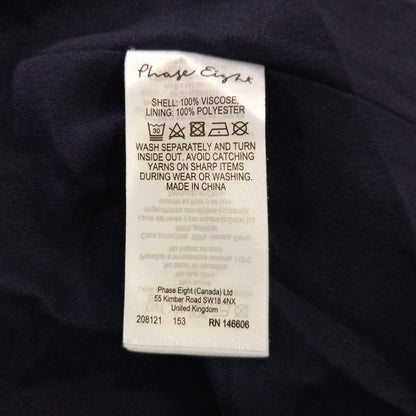 Phase Eight
SHELL: 100% VISCOSE,
LINING: 100% POLYESTER
30
WASH SEPARATELY AND TURN
INSIDE OUT. AVOID CATCHING
YARNS ON SHARP ITEMS
DURING WEAR OR WASHING.
MADE IN CHINA
Phase Eight (Canada) Ltd
55 Kimber Road SW18 4NX
United Kingdom
208121 153 RN 146606